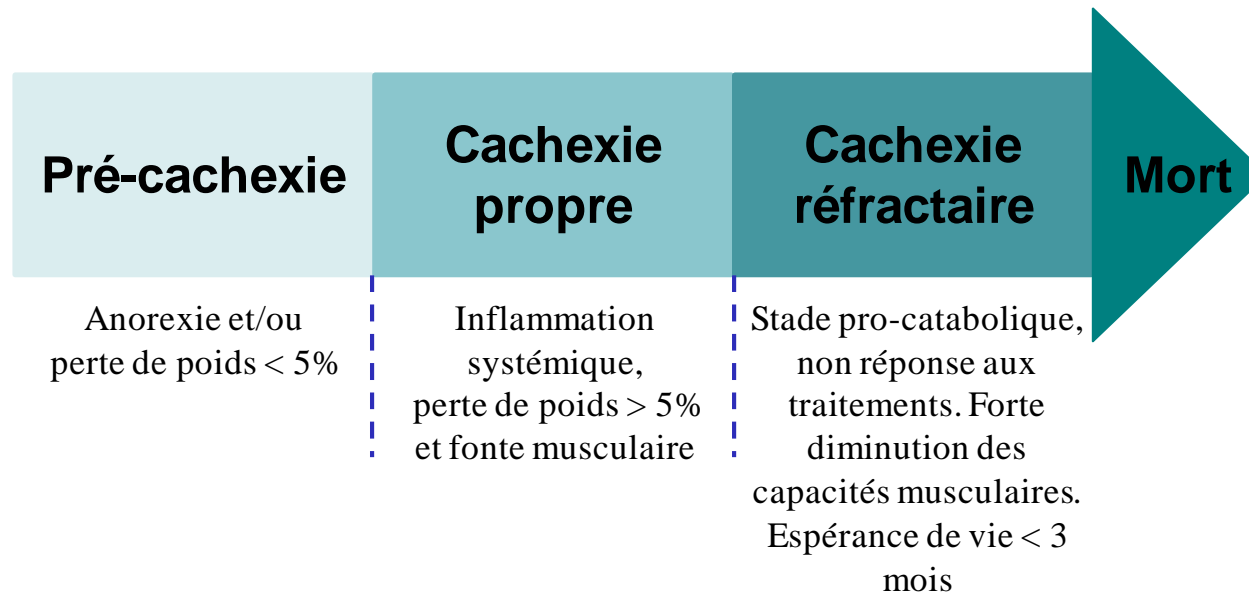 Pré-cachexie
Cachexie
propre
Cachexie
réfractaire
Mort
Anorexie et/ou
perte de poids < 5%
Inflammation
systémique,
perte de poids > 5%
et fonte musculaire
Stade pro-catabolique,
non réponse aux
traitements. Forte
diminution des
capacités musculaires.
Espérance de vie < 3
mois